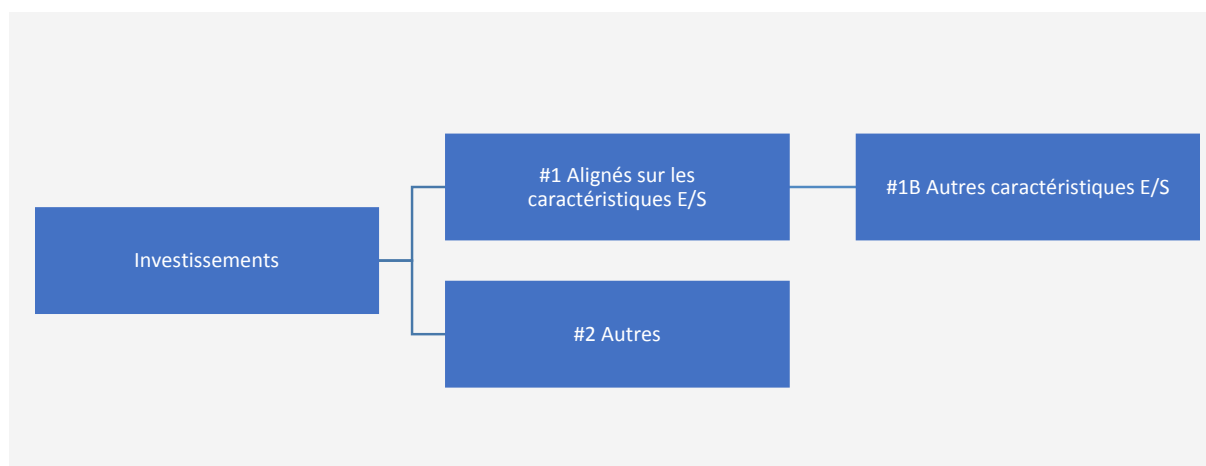 Investissements
#1 Alignés sur les
caractéristiques E/S
#1B Autres caractéristiques E/S
#2 Autres